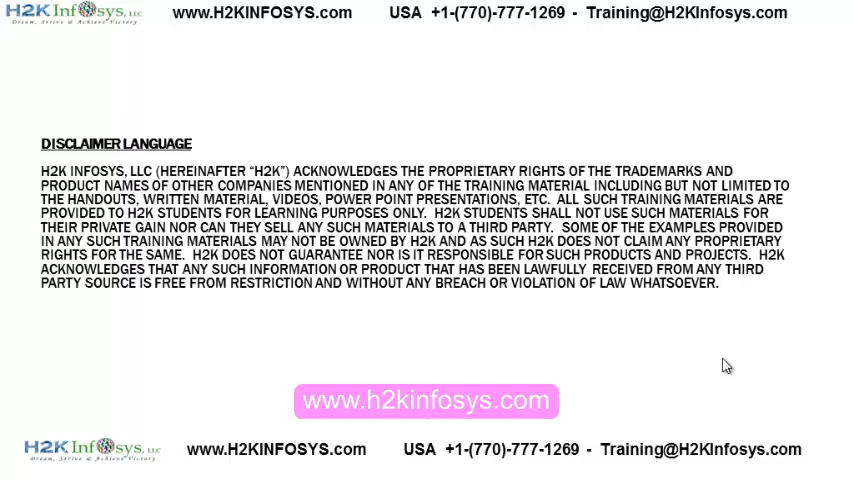 H2K InfOsys, LLC www.H2KINFOSYS.com USA +1-(770)-777-1269 - Training@H2KInfosys.com
Dream, Strive & Achieve Victory
DISCLAIMER LANGUAGE
H2K INFOSYS, LLC (HEREINAFTER “H2K”) ACKNOWLEDGES THE PROPRIETARY RIGHTS OF THE TRADEMARKS AND
PRODUCT NAMES OF OTHER COMPANIES MENTIONED IN ANY OF THE TRAINING MATERIAL INCLUDING BUT NOT LIMITED TO
THE HANDOUTS, WRITTEN MATERIAL, VIDEOS, POWER POINT PRESENTATIONS, ETC. ALL SUCH TRAINING MATERIALS ARE
PROVIDED TO H2K STUDENTS FOR LEARNING PURPOSES ONLY. H2K STUDENTS SHALL NOT USE SUCH MATERIALS FOR
THEIR PRIVATE GAIN NOR CAN THEY SELL ANY SUCH MATERIALS TO A THIRD PARTY. SOME OF THE EXAMPLES PROVIDED
IN ANY SUCH TRAINING MATERIALS MAY NOT BE OWNED BY H2K AND AS SUCH H2K DOES NOT CLAIM ANY PROPRIETARY
RIGHTS FOR THE SAME. H2K DOES NOT GUARANTEE NOR IS IT RESPONSIBLE FOR SUCH PRODUCTS AND PROJECTS. H2K
ACKNOWLEDGES THAT ANY SUCH INFORMATION OR PRODUCT THAT HAS BEEN LAWFULLY RECEIVED FROM ANY THIRD
PARTY SOURCE IS FREE FROM RESTRICTION AND WITHOUT ANY BREACH OR VIOLATION OF LAW WHATSOEVER.
www.h2kinfosys.com
H2K InfOsys, LLC www.H2KINFOSYS.com USA +1-(770)-777-1269 - Training@H2KInfosys.com
Dream, Strive & Achieve Victory